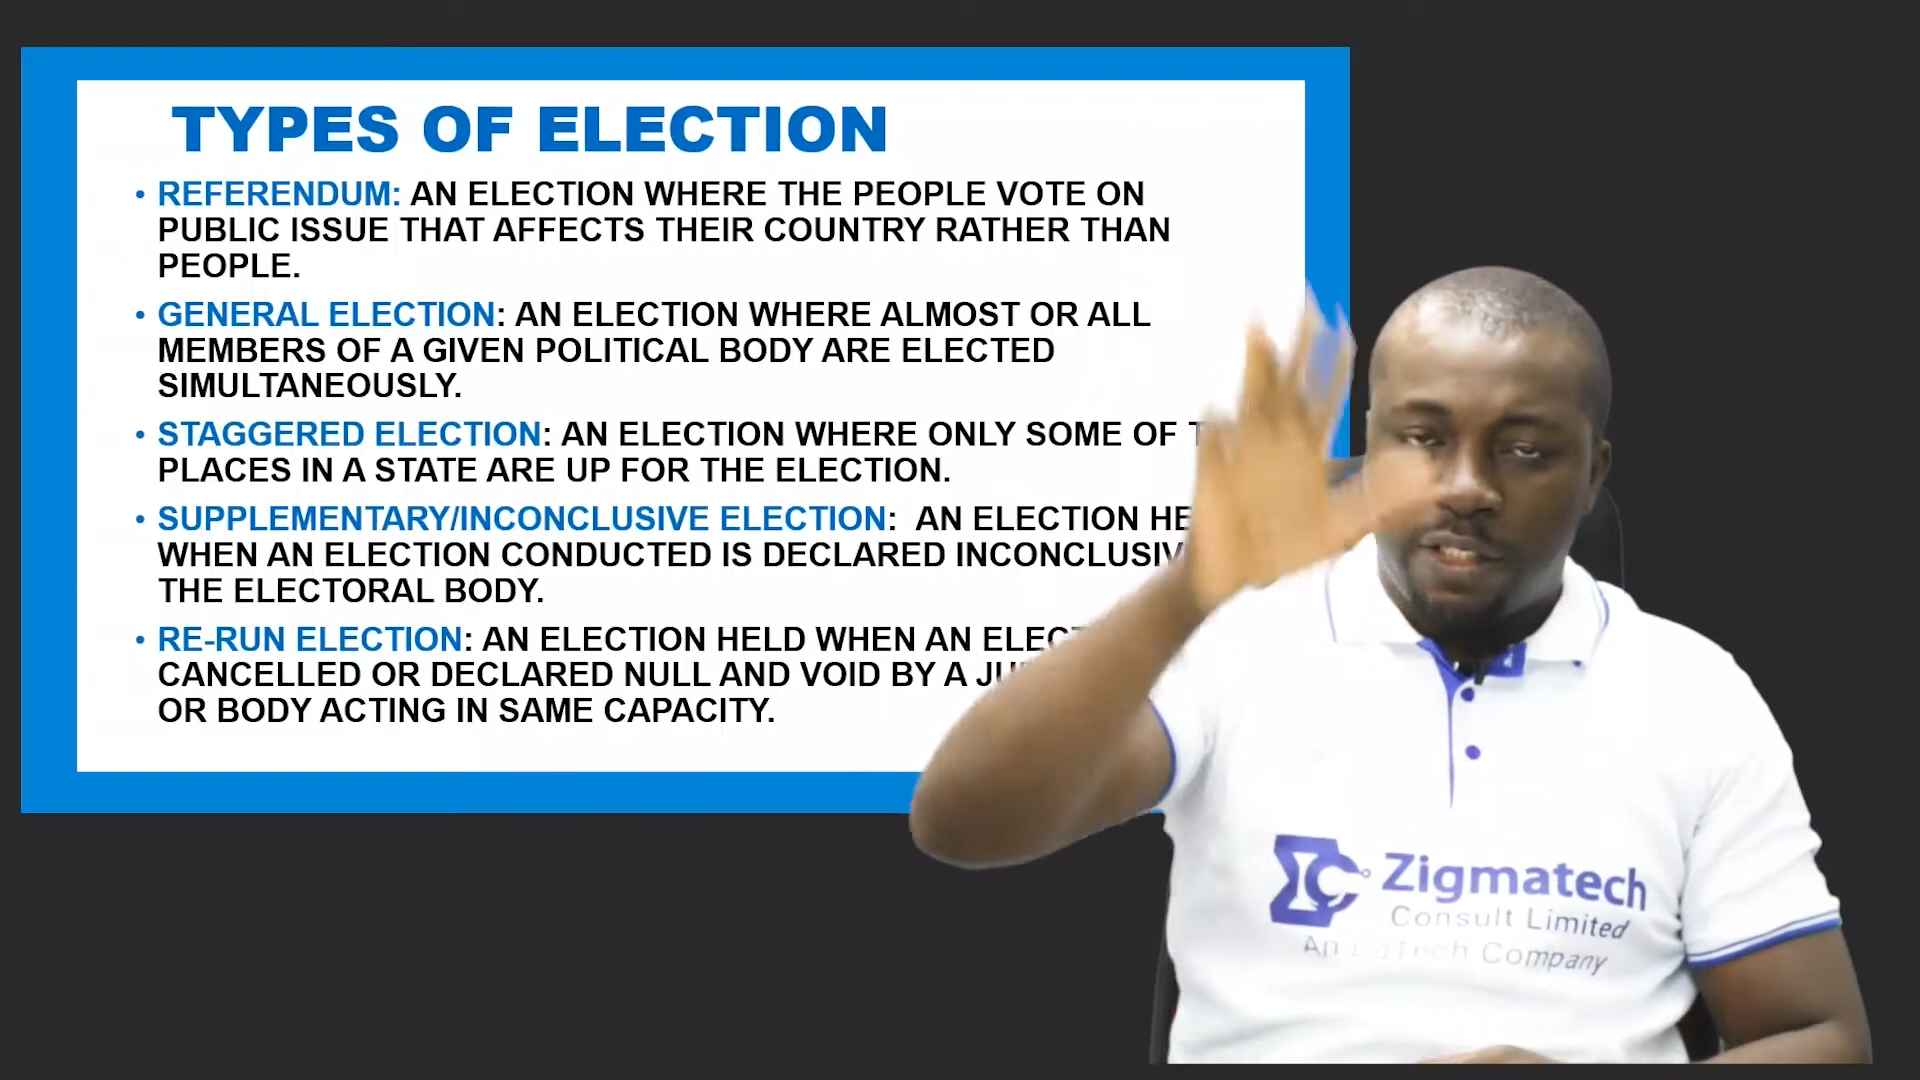 TYPES OF ELECTION
• REFERENDUM: AN ELECTION WHERE THE PEOPLE VOTE ON
PUBLIC ISSUE THAT AFFECTS THEIR COUNTRY RATHER THAN
PEOPLE.
• GENERAL ELECTION: AN ELECTION WHERE ALMOST OR ALL
MEMBERS OF A GIVEN POLITICAL BODY ARE ELECTED
SIMULTANEOUSLY.
• STAGGERED ELECTION: AN ELECTION WHERE ONLY SOME OF
PLACES IN A STATE ARE UP FOR THE ELECTION.
• SUPPLEMENTARY/INCONCLUSIVE ELECTION: AN ELECTION
WHEN AN ELECTION CONDUCTED IS DECLARED
THE ELECTORAL BODY.
• RE-RUN ELECTION: AN ELECTION HELD WHEN AN
CANCELLED OR DECLARED NULL AND VOID BY A
OR BODY ACTING IN SAME CAPACITY.
Zigmatech
Consult Limited
An Company